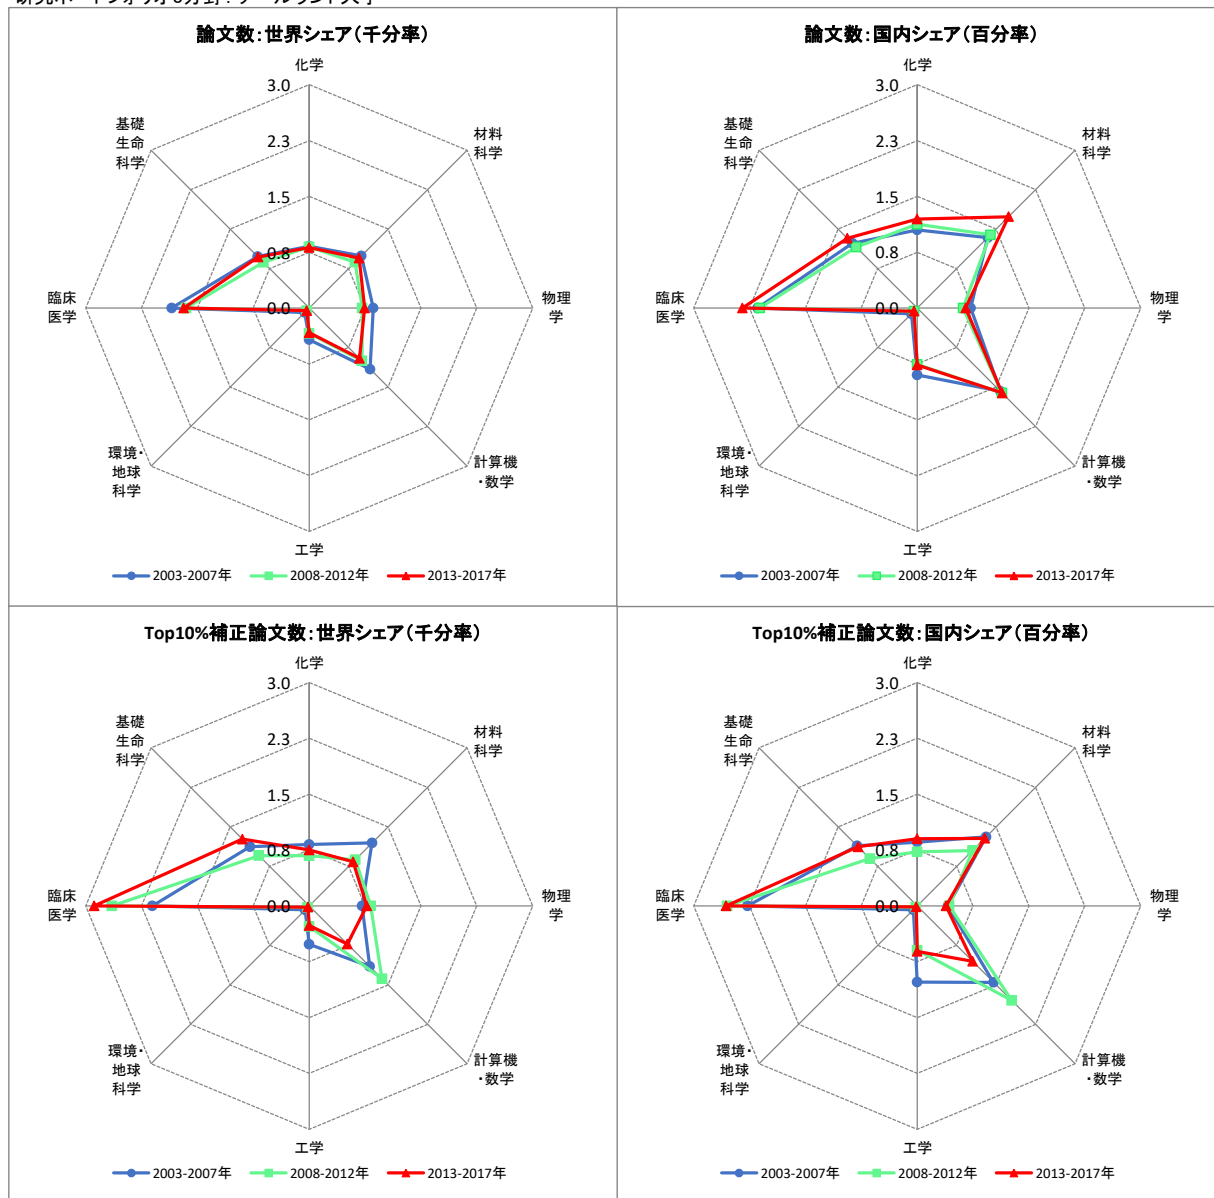 論文数：世界シェア（千分率）
化学
3.0
2.3
1.5
0.8
0.0
材料
科学
物理
学
計算機
・数学
工学
環境・
地球
科学
臨床
医学
基礎
生命
科学
2003-2007年 2008-2012年 2013-2017年
論文数：国内シェア（百分率）
化学
3.0
2.3
1.5
0.8
0.0
材料
科学
物理
学
計算機
・数学
工学
環境・
地球
科学
臨床
医学
基礎
生命
科学
2003-2007年 2008-2012年 2013-2017年
Top10%補正論文数：世界シェア（千分率）
化学
3.0
2.3
1.5
0.8
0.0
材料
科学
物理
学
計算機
・数学
工学
環境・
地球
科学
臨床
医学
基礎
生命
科学
2003-2007年 2008-2012年 2013-2017年
Top10%補正論文数：国内シェア（百分率）
化学
3.0
2.3
1.5
0.8
0.0
材料
科学
物理
学
計算機
・数学
工学
環境・
地球
科学
臨床
医学
基礎
生命
科学
2003-2007年 2008-2012年 2013-2017年